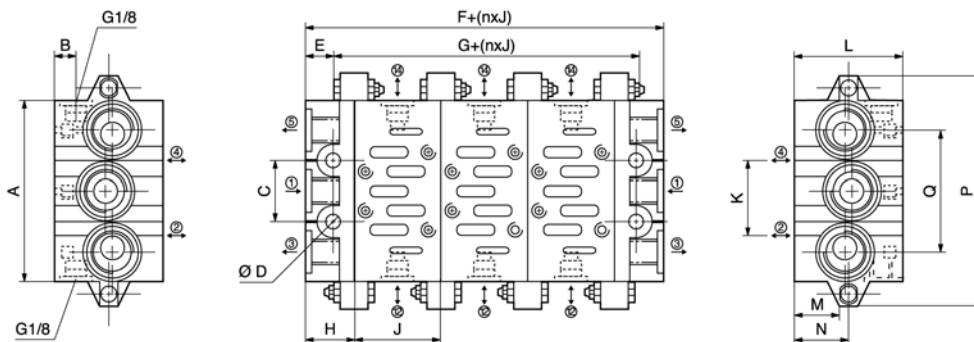 G1/8
B
A
④
②
G1/8
F+(nxJ)
E
G+(nxJ)
⑭ ⑭ ⑭
⑤ ⑤
① ①
③ ③
C
Ø D
⑫ ⑫ ⑫
H
J
L
④
②
K
Q
P
M
N